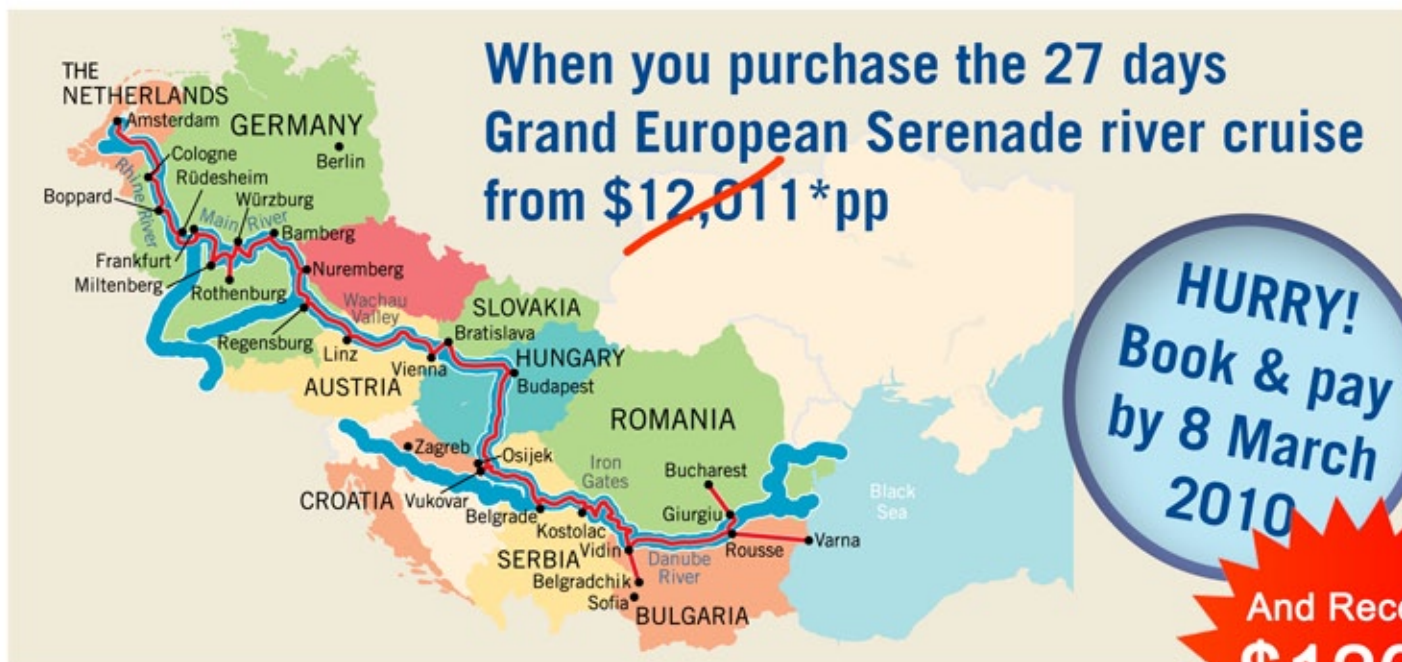 When you purchase the 27 days
Grand European Serenade river cruise
from $12,011*pp
THE
NETHERLANDS
Amsterdam
GERMANY
Berlin
Cologne
Rüdesheim
Boppard
Rhine River
Würzburg
Main River
Bamberg
Frankfurt
Miltenberg
Rothenburg
Nuremberg
Wachau
Valley
Regensburg
Linz
Vienna
SLOVAKIA
Bratislava
HUNGARY
Budapest
AUSTRIA
ROMANIA
Zagreb
Osijek
Iron
Gates
Bucharest
CROATIA
Vukovar
Belgrade
Kostolac
Giurgiu
Black
Sea
SERBIA
Vidin
Danube
River
Rousse
Varna
Belgradchik
Sofia
BULGARIA
HURRY!
Book & pay
by 8 March
2010
And